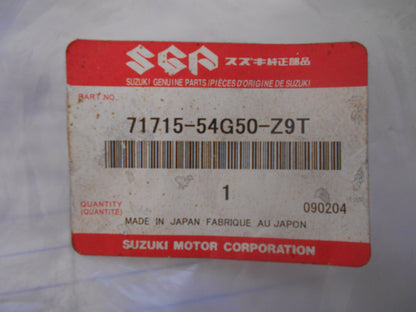 SGP スズキ純正部品
SUZUKI GENUINE PARTS/PIÈCES D'ORIGINE DE SUZUKI
PART NO.
71715-54G50-Z9T
1
QUANTITY
(QUANTITÉ)
090204
MADE IN JAPAN FABRIQUE AU JAPON
SUZUKI MOTOR CORPORATION